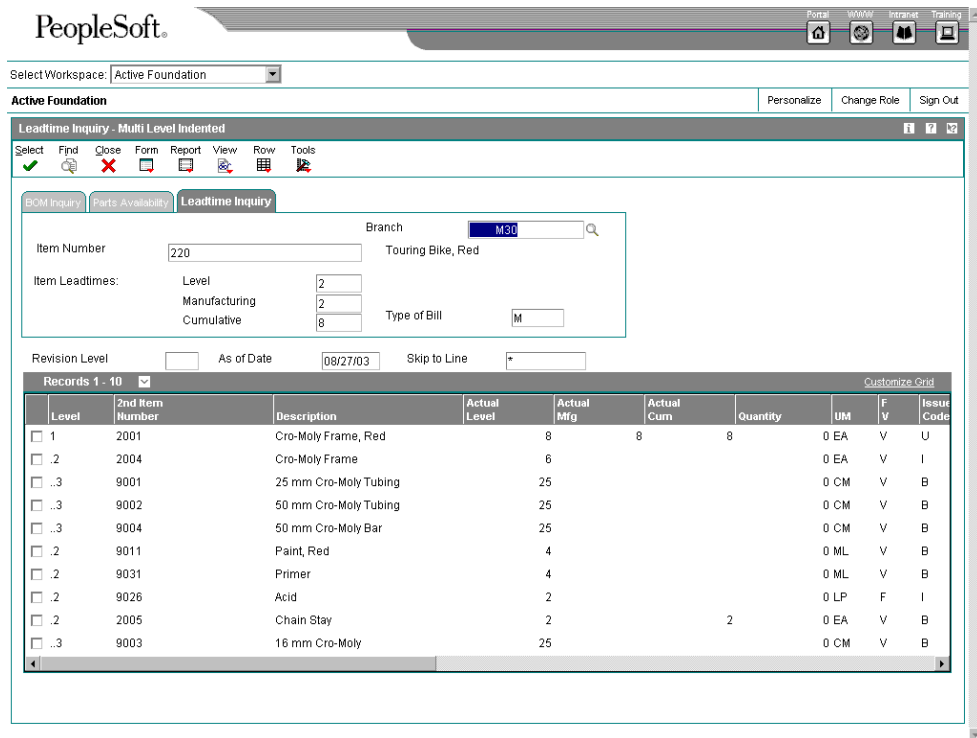 PeopleSoft.
Portal WWW Intranet Training
Select Workspace: Active Foundation
Active Foundation Personalize Change Role Sign Out
Leadtime Inquiry - Multi Level Indented i ?
Select Find Close Form Report View Row Tools
BOM Inquiry Parts Availability Leadtime Inquiry
Branch M30
Item Number 220 Touring Bike, Red
Item Leadtimes: Level 2
Manufacturing 2
Cumulative 8 Type of Bill M
Revision Level As of Date 08/27/03 Skip to Line *
Records 1 - 10 Customize Grid
Level 2nd Item Number Description Actual Level Actual Mfg Actual Cum Quantity UM F V Issue Code
1 2001 Cro-Moly Frame, Red 8 8 8 0 EA V U
.2 2004 Cro-Moly Frame 6 0 EA V I
..3 9001 25 mm Cro-Moly Tubing 25 0 CM V B
..3 9002 50 mm Cro-Moly Tubing 25 0 CM V B
..3 9004 50 mm Cro-Moly Bar 25 0 CM V B
.2 9011 Paint, Red 4 0 ML V B
.2 9031 Primer 4 0 ML V B
.2 9026 Acid 2 0 LP F I
.2 2005 Chain Stay 2 2 0 EA V B
..3 9003 16 mm Cro-Moly 25 0 CM V B